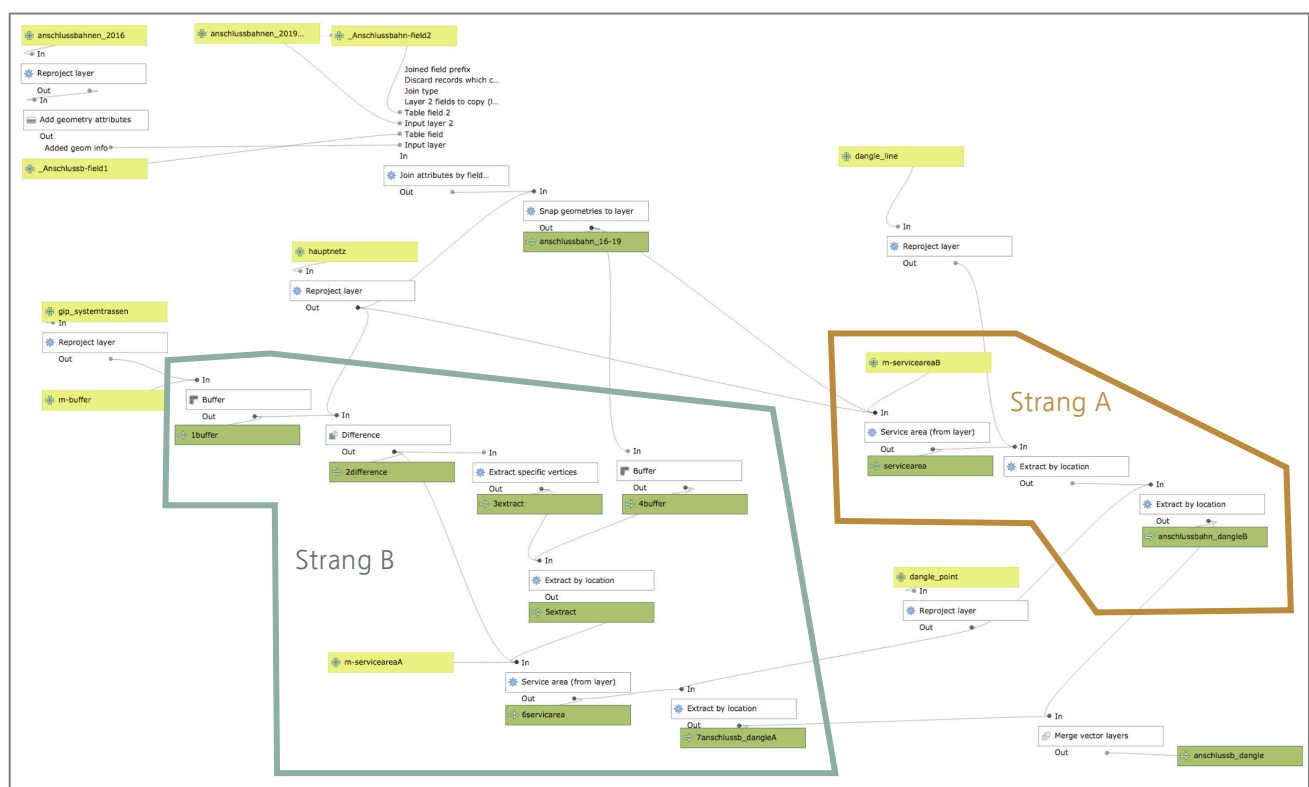 anschlussbahnen_2016
In
Reproject layer
Out
In
Add geometry attributes
Out
Added geom info
_Anschlussb-field1
anschlussbahnen_2019...
_Anschlussbahn-field2
Joined field prefix
Discard records which c...
Join type
Layer 2 fields to copy (l...
Table field 2
Input layer 2
Table field
Input layer
In
Join attributes by field...
Out
In
Snap geometries to layer
Out
anschlussbahn_16-19
dangle_line
In
Reproject layer
Out
hauptnetz
In
Reproject layer
Out
gip_systemtrassen
In
Reproject layer
Out
m-buffer
In
Buffer
Out
1buffer
In
Difference
Out
2difference
In
Extract specific vertices
Out
3extract
In
Buffer
Out
4buffer
Strang B
In
Extract by location
Out
5extract
m-serviceareaA
In
Service area (from layer)
Out
6servicarea
In
Extract by location
Out
7anschlussb_dangleA
m-serviceareaB
Strang A
In
Service area (from layer)
Out
servicearea
In
Extract by location
Out
In
Extract by location
Out
anschlussbahn_dangleB
dangle_point
In
Reproject layer
Out
In
Merge vector layers
Out
anschlussb_dangle